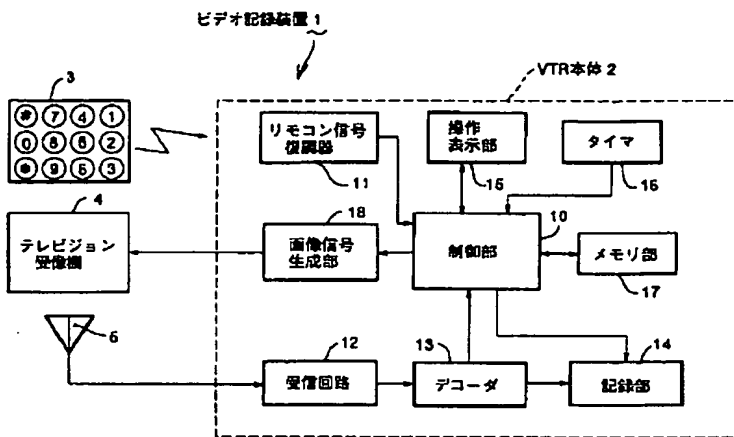 ビデオ記録装置 1
VTR本体 2
3
# 7 4 1
0 8 5 2
* 9 6 3
リモコン信号
復調器
11
操作
表示部
15
タイマ
16
4
テレビジョン
受像機
18
画像信号
生成部
10
制御部
メモリ部
17
12
受信回路
13
デコーダ
14
記録部